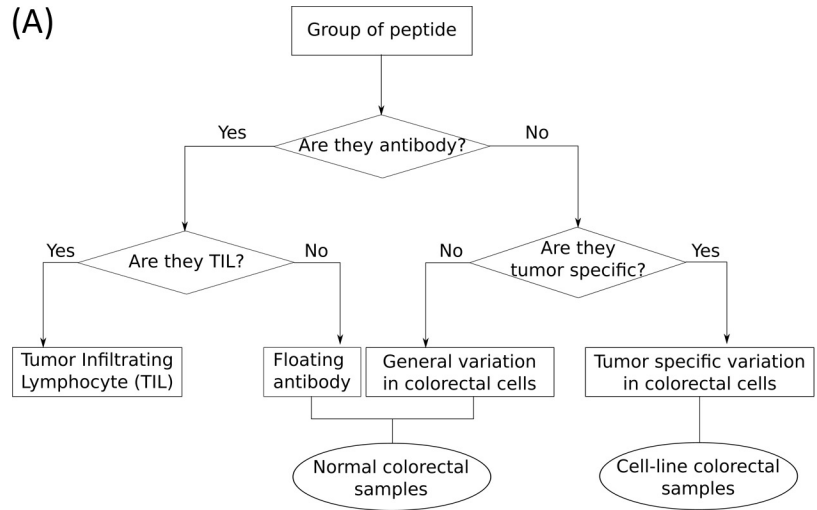 (A)
Group of peptide
Yes
Are they antibody?
No
Yes
Are they TIL?
No
No
Are they
tumor specific?
Yes
Tumor Infiltrating
Lymphocyte (TIL)
Floating
antibody
General variation
in colorectal cells
Tumor specific variation
in colorectal cells
Normal colorectal
samples
Cell-line colorectal
samples